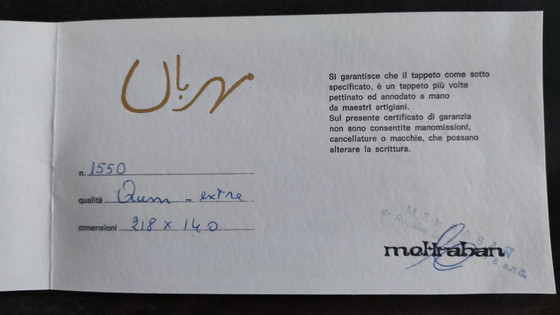 مهربان
Si garantisce che il tappeto come sotto
specificato, è un tappeto più volte
pettinato ed annodato a mano
da maestri artigiani.
Sul presente certificato di garanzia
non sono consentite manomissioni,
cancellature o macchie, che possano
alterare la scrittura.
n. 1550
qualità Qum - extra
dimensioni 218 x 140
MEHRABAN
di
s.n.c.
mehraban